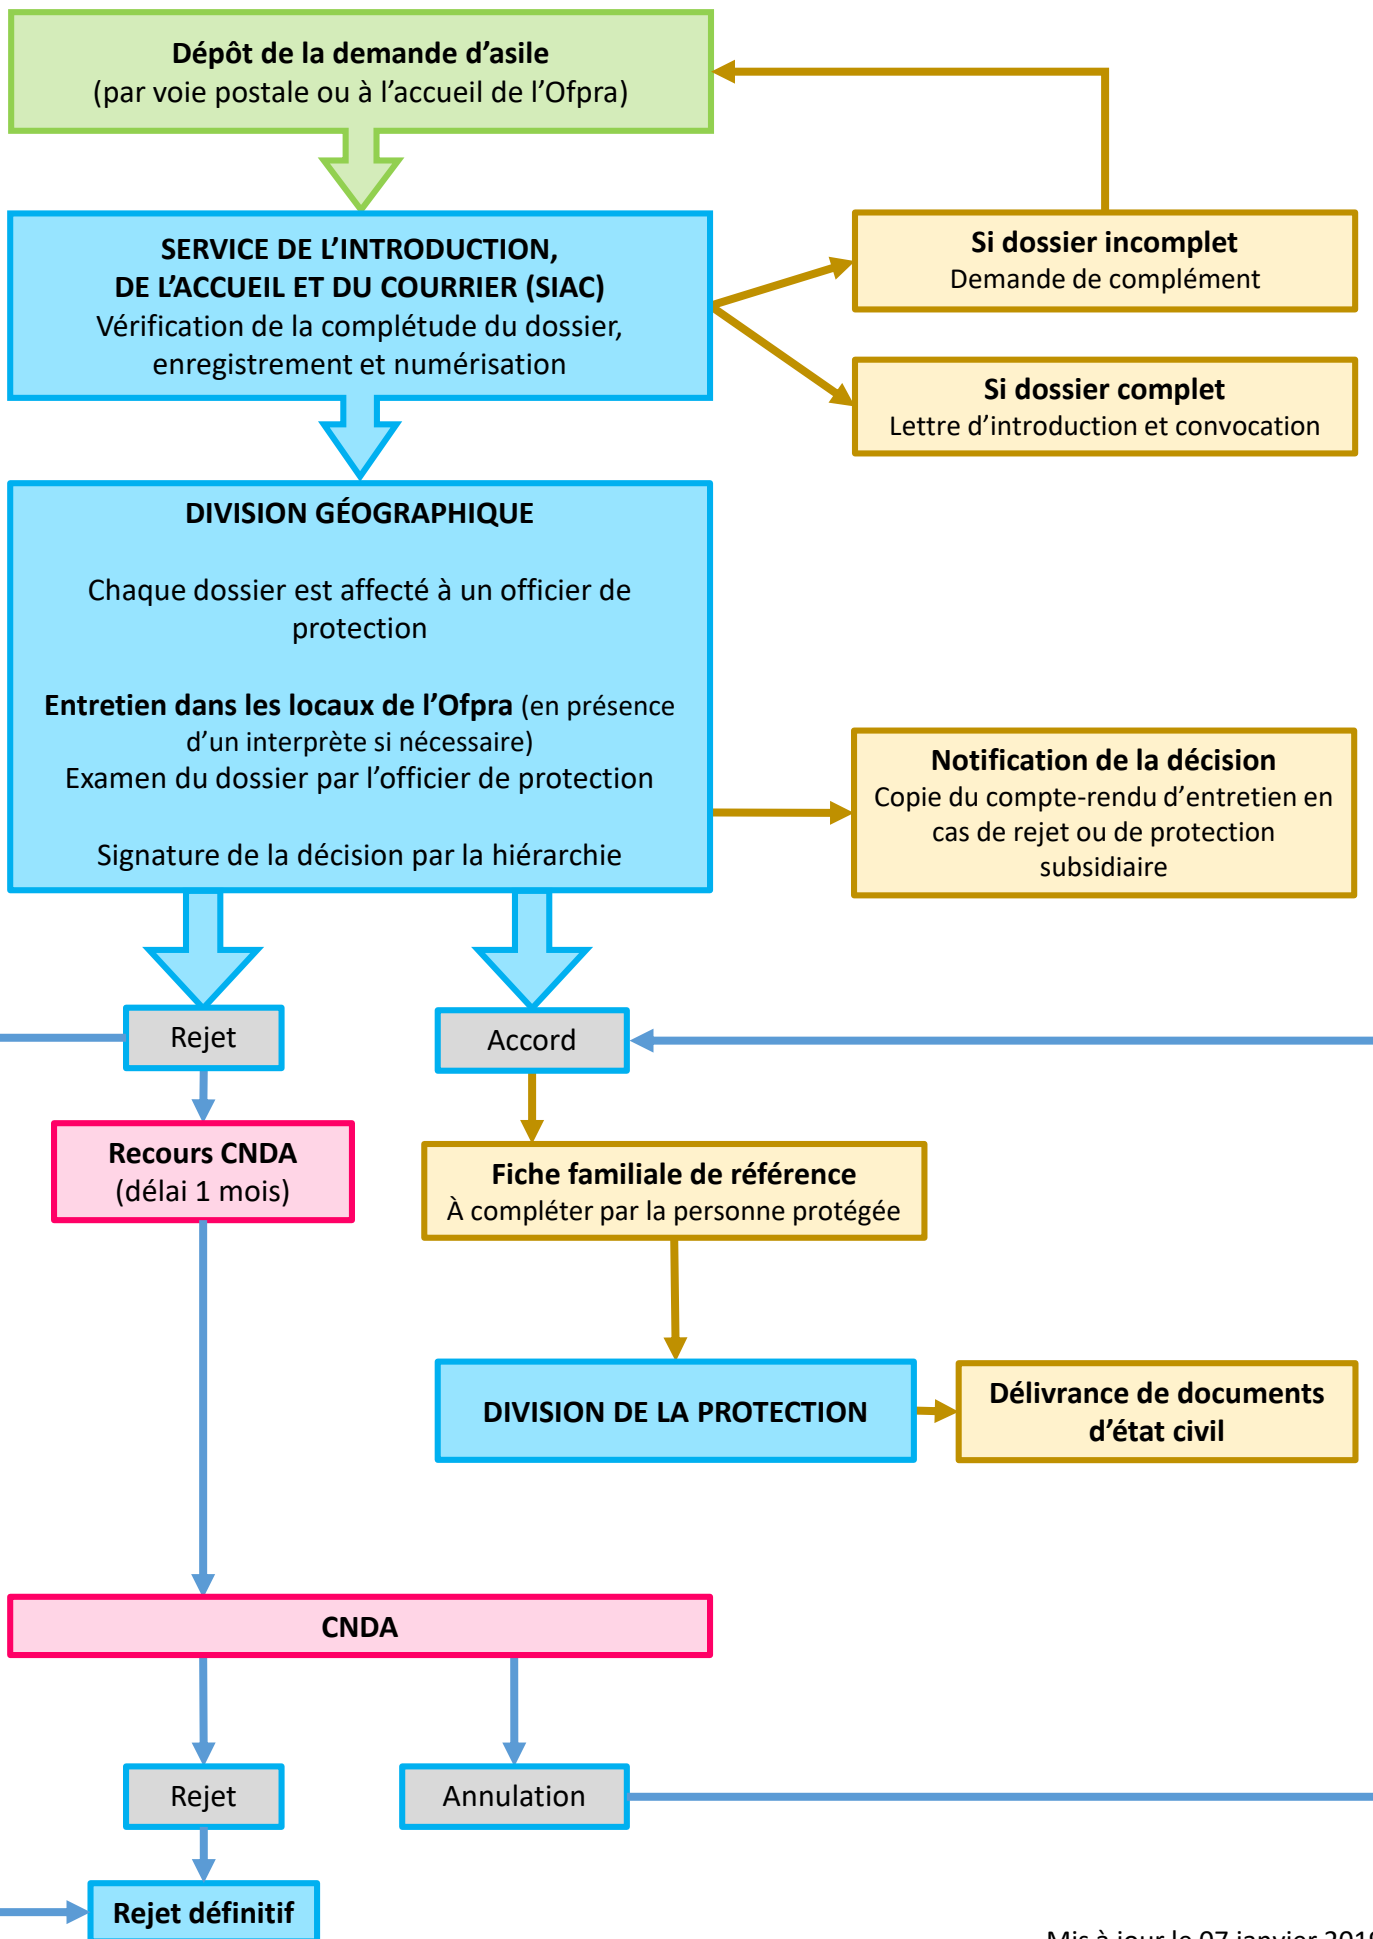 Dépôt de la demande d’asile
(par voie postale ou à l’accueil de l’Ofpra)
SERVICE DE L’INTRODUCTION,
DE L’ACCUEIL ET DU COURRIER (SIAC)
Vérification de la complétude du dossier,
enregistrement et numérisation
Si dossier incomplet
Demande de complément
Si dossier complet
Lettre d’introduction et convocation
DIVISION GÉOGRAPHIQUE
Chaque dossier est affecté à un officier de
protection
Entretien dans les locaux de l’Ofpra (en présence
d’un interprète si nécessaire)
Examen du dossier par l’officier de protection
Signature de la décision par la hiérarchie
Notification de la décision
Copie du compte-rendu d’entretien en
cas de rejet ou de protection
subsidiaire
Rejet
Accord
Recours CNDA
(délai 1 mois)
Fiche familiale de référence
À compléter par la personne protégée
DIVISION DE LA PROTECTION
Délivrance de documents
d’état civil
CNDA
Rejet
Annulation
Rejet définitif
Mis à jour le 07 janvier 2019